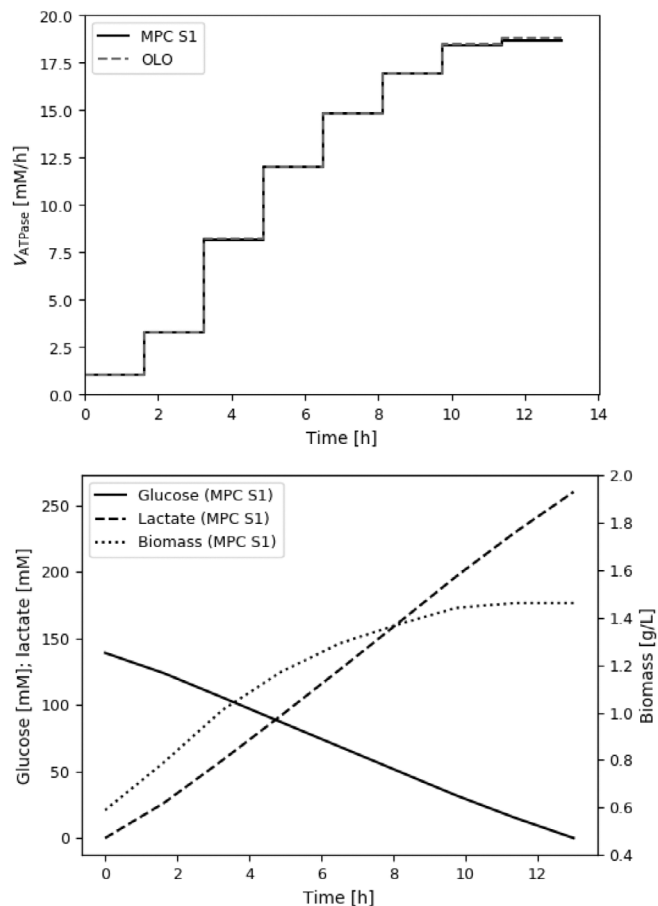 20.0
17.5
15.0
12.5
10.0
7.5
5.0
2.5
0.0
V_ATPase [mM/h]
MPC S1
OLO
0 2 4 6 8 10 12 14
Time [h]
250
200
150
100
50
0
Glucose [mM]; lactate [mM]
Glucose (MPC S1)
Lactate (MPC S1)
Biomass (MPC S1)
2.0
1.8
1.6
1.4
1.2
1.0
0.8
0.6
0.4
Biomass [g/L]
0 2 4 6 8 10 12
Time [h]